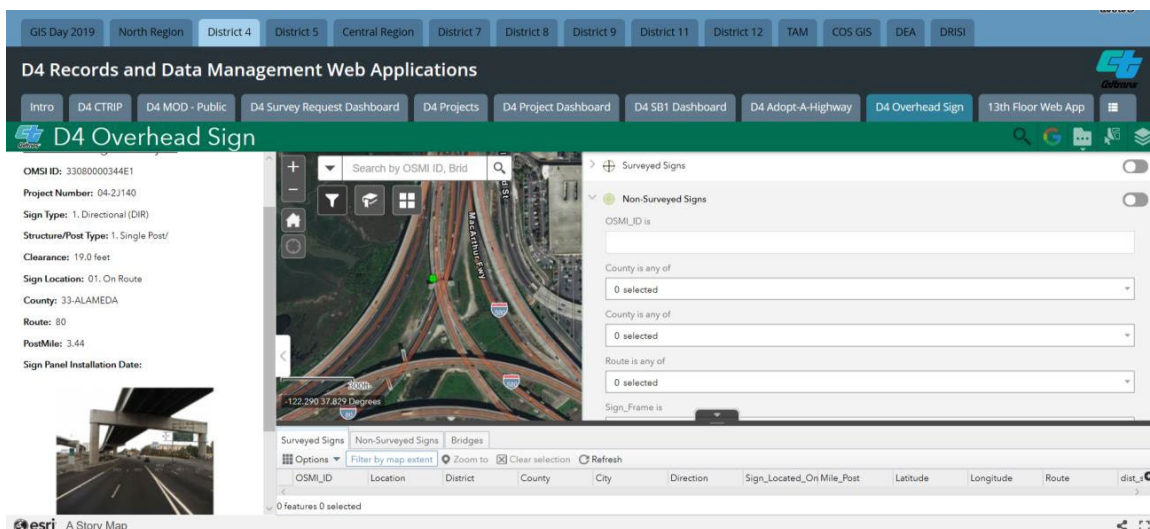 GIS Day 2019 North Region District 4 District 5 Central Region District 7 District 8 District 9 District 11 District 12 TAM COS GIS DEA DRISI
D4 Records and Data Management Web Applications
Intro D4 CTRIP D4 MOD - Public D4 Survey Request Dashboard D4 Projects D4 Project Dashboard D4 SB1 Dashboard D4 Adopt-A-Highway D4 Overhead Sign 13th Floor Web App
D4 Overhead Sign
OMSI ID: 33080000344E1
Project Number: 04-2J140
Sign Type: 1. Directional (DIR)
Structure/Post Type: 1. Single Post/
Clearance: 19.0 feet
Sign Location: 01. On Route
County: 33-ALAMEDA
Route: 80
PostMile: 3.44
Sign Panel Installation Date:
Search by OSMI ID, Brid
MacArthur Fwy
580
580
80
300ft
-122.290 37.829 Degrees
Surveyed Signs
Non-Surveyed Signs
OSMI_ID is
County is any of
0 selected
County is any of
0 selected
Route is any of
0 selected
Sign_Frame is
Surveyed Signs Non-Surveyed Signs Bridges
Options Filter by map extent Zoom to Clear selection Refresh
OSMI_ID Location District County City Direction Sign_Located_On Mile_Post Latitude Longitude Route
0 features 0 selected
esri A Story Map